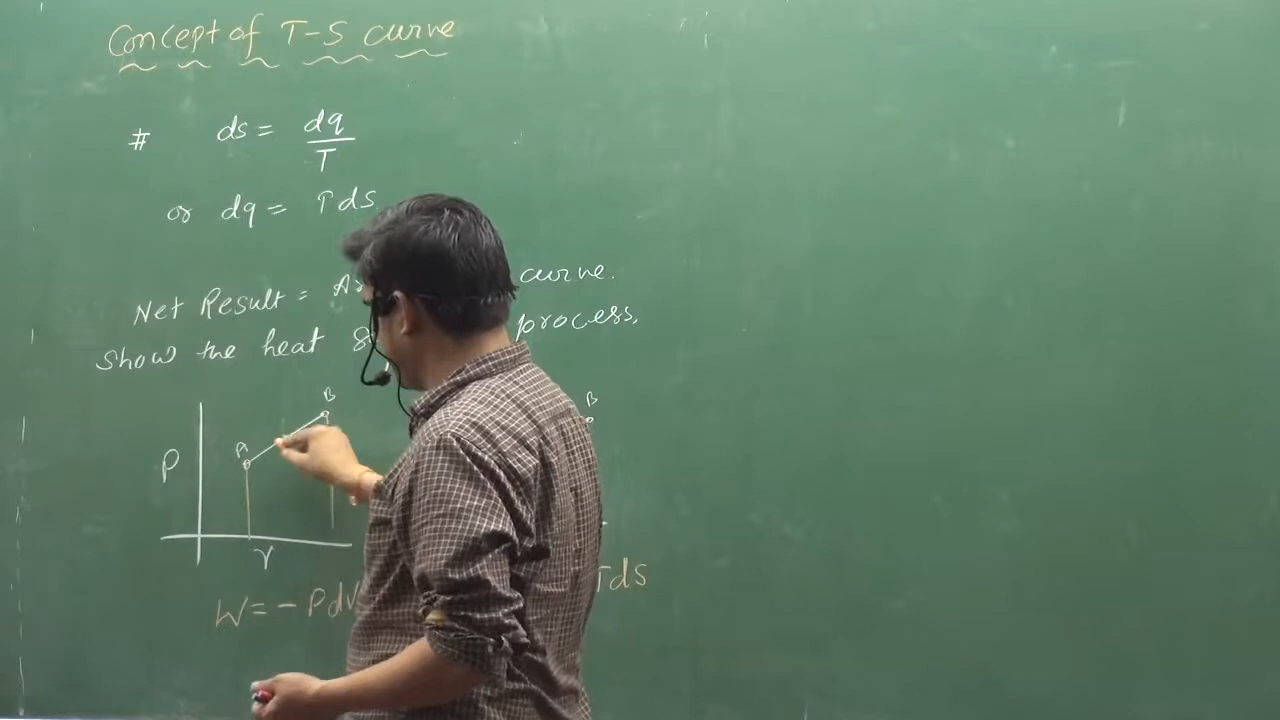 Concept of T-S curve
# ds = dq/T
or dq = Tds
Net Result = curve.
Show the heat process,
B
B
A
P
V
W = - PdV Tds